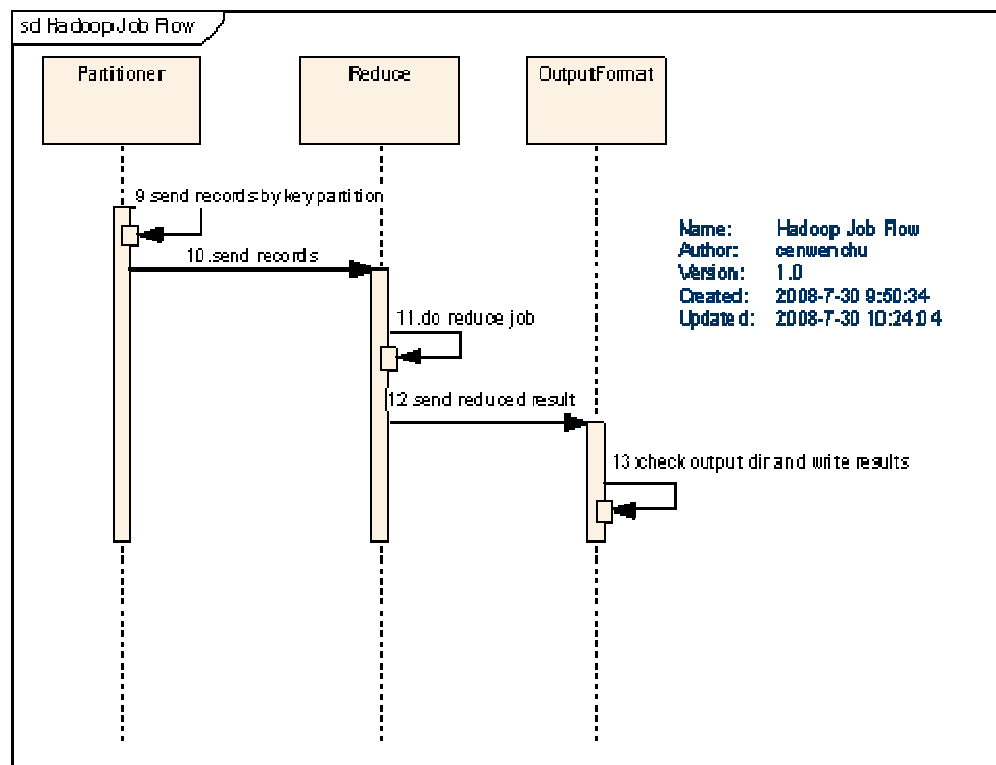 sd Hadoop Job Flow
Partitioner
Reduce
OutputFormat
9.send records by key partition
10.send records
11.do reduce job
12.send reduced result
13.check output dir and write results
Name: Hadoop Job Flow
Author: cenwenchu
Version: 1.0
Created: 2008-7-30 9:50:34
Updated: 2008-7-30 10:24:04